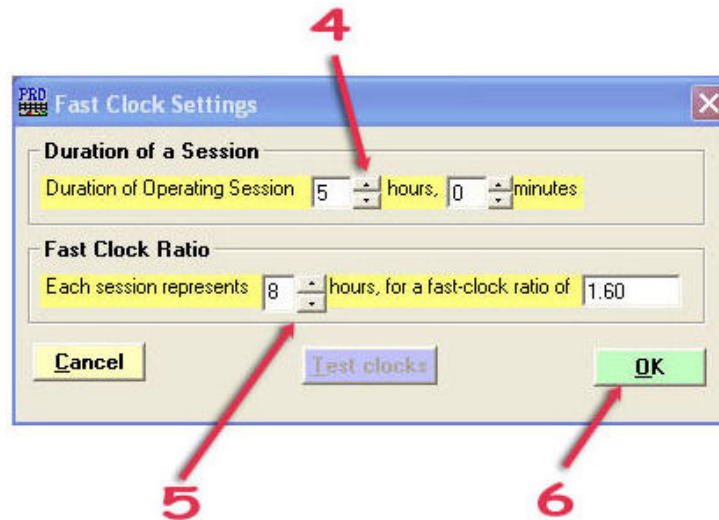 4
PRD Fast Clock Settings
Duration of a Session
Duration of Operating Session 5 hours, 0 minutes
Fast Clock Ratio
Each session represents 8 hours, for a fast-clock ratio of 1.60
Cancel Test clocks OK
5 6